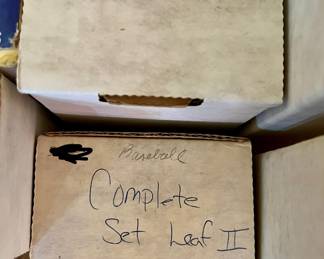 Baseball
Complete
Set Leaf II